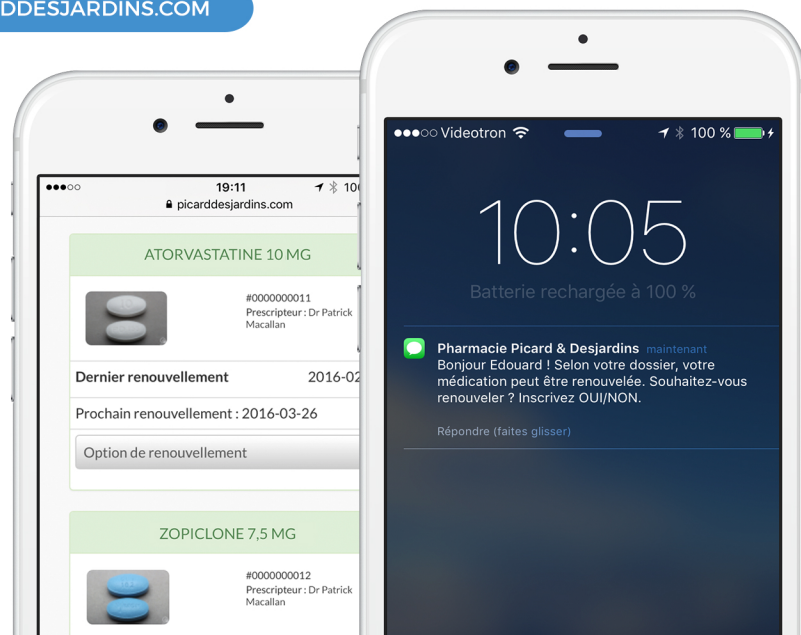 DDESJARDINS.COM
19:11
100
picarddesjardins.com
ATORVASTATINE 10 MG
#0000000011
Prescripteur : Dr Patrick
Macallan
Dernier renouvellement 2016-02
Prochain renouvellement : 2016-03-26
Option de renouvellement
ZOPICLONE 7,5 MG
#0000000012
Prescripteur : Dr Patrick
Macallan
Videotron 100 %
10:05
Batterie rechargée à 100 %
Pharmacie Picard & Desjardins maintenant
Bonjour Edouard ! Selon votre dossier, votre
médication peut être renouvelée. Souhaitez-vous
renouveler ? Inscrivez OUI/NON.
Répondre (faites glisser)